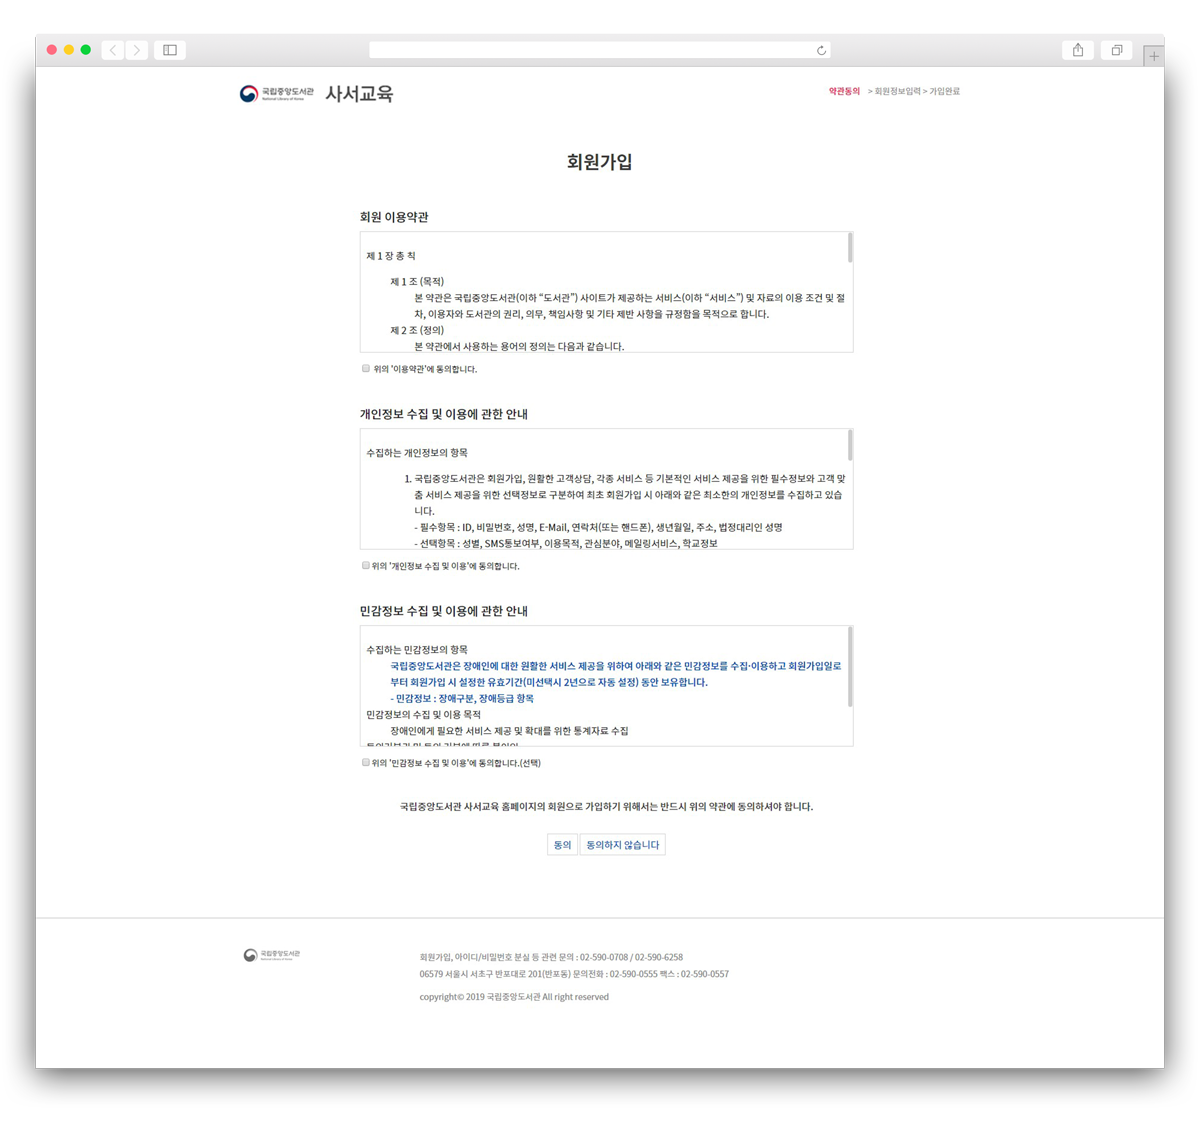 국립중앙도서관
National Library of Korea
사서교육
약관동의 > 회원정보입력 > 가입완료
회원가입
회원 이용약관
제 1 장 총 칙
제 1 조 (목적)
본 약관은 국립중앙도서관(이하 “도서관”) 사이트가 제공하는 서비스(이하 “서비스”) 및 자료의 이용 조건 및 절
차, 이용자와 도서관의 권리, 의무, 책임사항 및 기타 제반 사항을 규정함을 목적으로 합니다.
제 2 조 (정의)
본 약관에서 사용하는 용어의 정의는 다음과 같습니다.
위의 '이용약관'에 동의합니다.
개인정보 수집 및 이용에 관한 안내
수집하는 개인정보의 항목
1. 국립중앙도서관은 회원가입, 원활한 고객상담, 각종 서비스 등 기본적인 서비스 제공을 위한 필수정보와 고객 맞
춤 서비스 제공을 위한 선택정보로 구분하여 최초 회원가입 시 아래와 같은 최소한의 개인정보를 수집하고 있습
니다.
- 필수항목 : ID, 비밀번호, 성명, E-Mail, 연락처(또는 핸드폰), 생년월일, 주소, 법정대리인 성명
- 선택항목 : 성별, SMS통보여부, 이용목적, 관심분야, 메일링서비스, 학교정보
위의 '개인정보 수집 및 이용'에 동의합니다.
민감정보 수집 및 이용에 관한 안내
수집하는 민감정보의 항목
국립중앙도서관은 장애인에 대한 원활한 서비스 제공을 위하여 아래와 같은 민감정보를 수집·이용하고 회원가입일로
부터 회원가입 시 설정한 유효기간(미선택시 2년으로 자동 설정) 동안 보유합니다.
- 민감정보 : 장애구분, 장애등급 항목
민감정보의 수집 및 이용 목적
장애인에게 필요한 서비스 제공 및 확대를 위한 통계자료 수집
위의 '민감정보 수집 및 이용'에 동의합니다.(선택)
국립중앙도서관 사서교육 홈페이지의 회원으로 가입하기 위해서는 반드시 위의 약관에 동의하셔야 합니다.
동의 동의하지 않습니다
국립중앙도서관
National Library of Korea
회원가입, 아이디/비밀번호 분실 등 관련 문의 : 02-590-0708 / 02-590-6258
06579 서울시 서초구 반포대로 201(반포동) 문의전화 : 02-590-0555 팩스 : 02-590-0557
copyright© 2019 국립중앙도서관 All right reserved